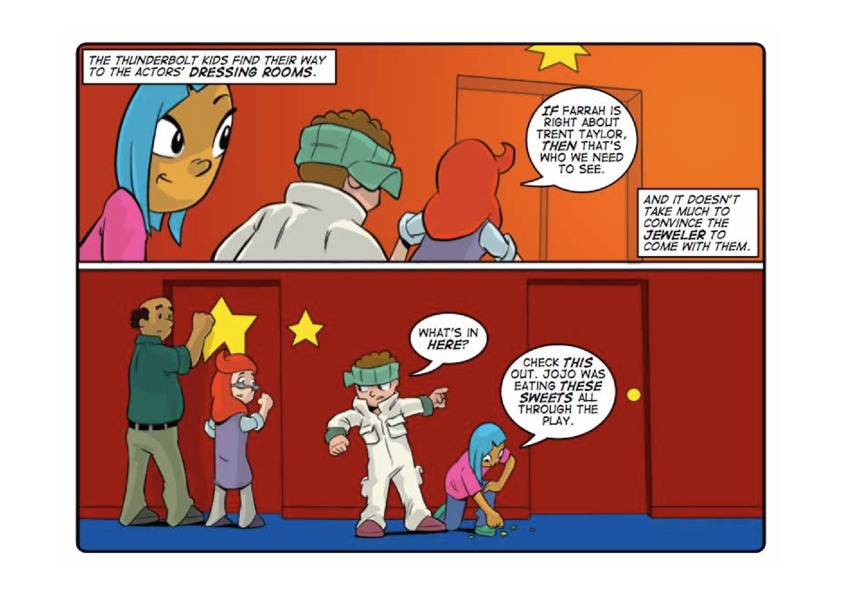 THE THUNDERBOLT KIDS FIND THEIR WAY
TO THE ACTORS' DRESSING ROOMS.
IF FARRAH IS
RIGHT ABOUT
TRENT TAYLOR,
THEN THAT'S
WHO WE NEED
TO SEE.
AND IT DOESN'T
TAKE MUCH TO
CONVINCE THE
JEWELER TO
COME WITH THEM.
WHAT'S IN
HERE?
CHECK THIS
OUT. JOJO WAS
EATING THESE
SWEETS ALL
THROUGH THE
PLAY.